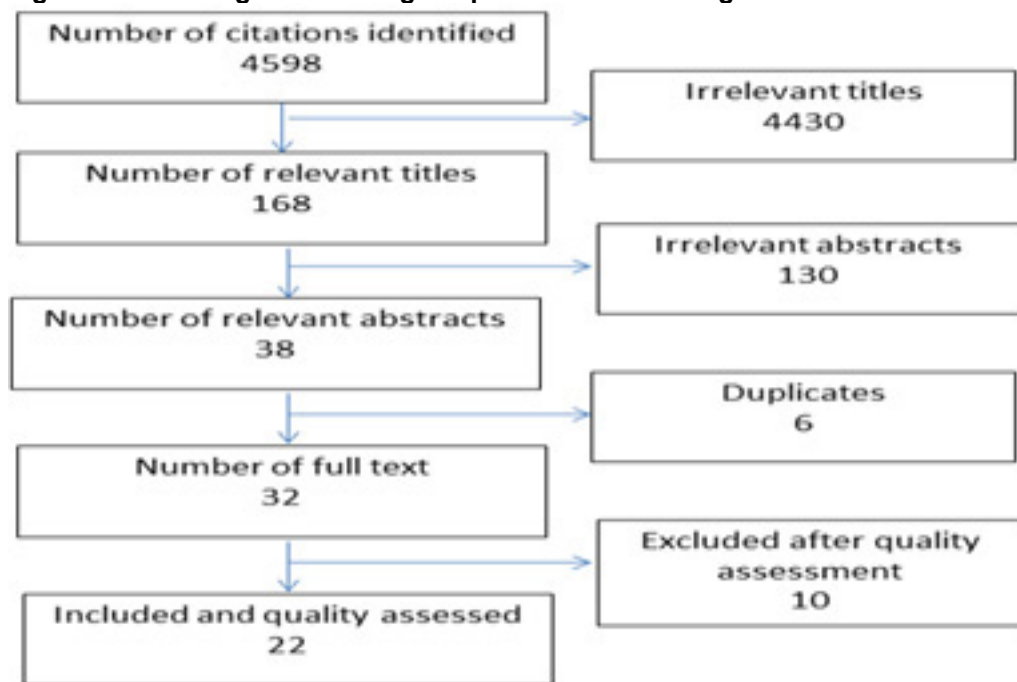 Number of citations identified
4598
Irrelevant titles
4430
Number of relevant titles
168
Irrelevant abstracts
130
Number of relevant abstracts
38
Duplicates
6
Number of full text
32
Excluded after quality
assessment
10
Included and quality assessed
22